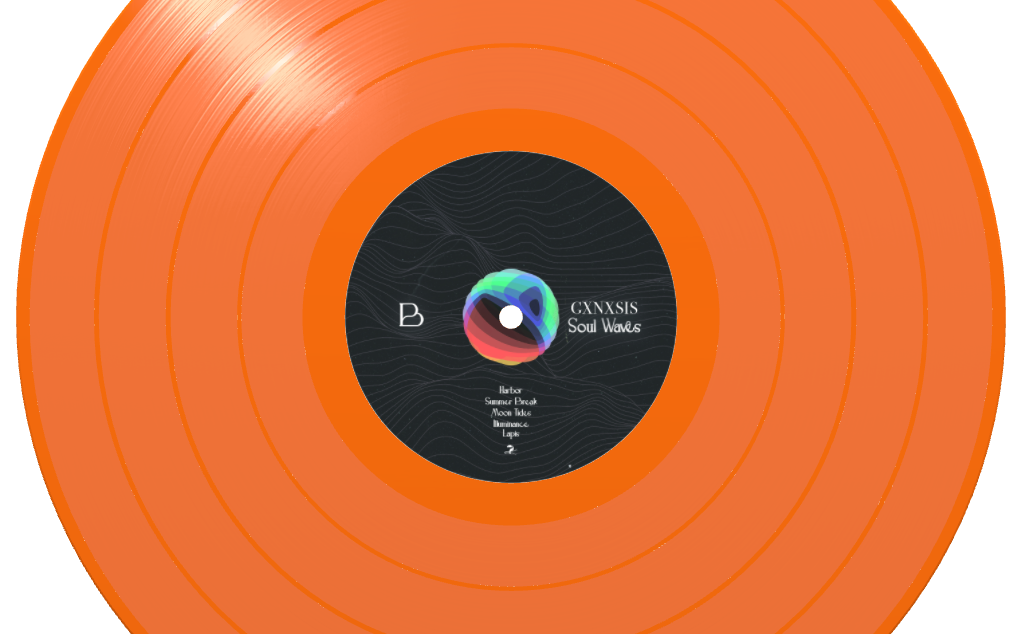 B
GXNXSIS
Soul Waves
Harbor
Summer Break
Moon Tides
Illuminance
Lapis